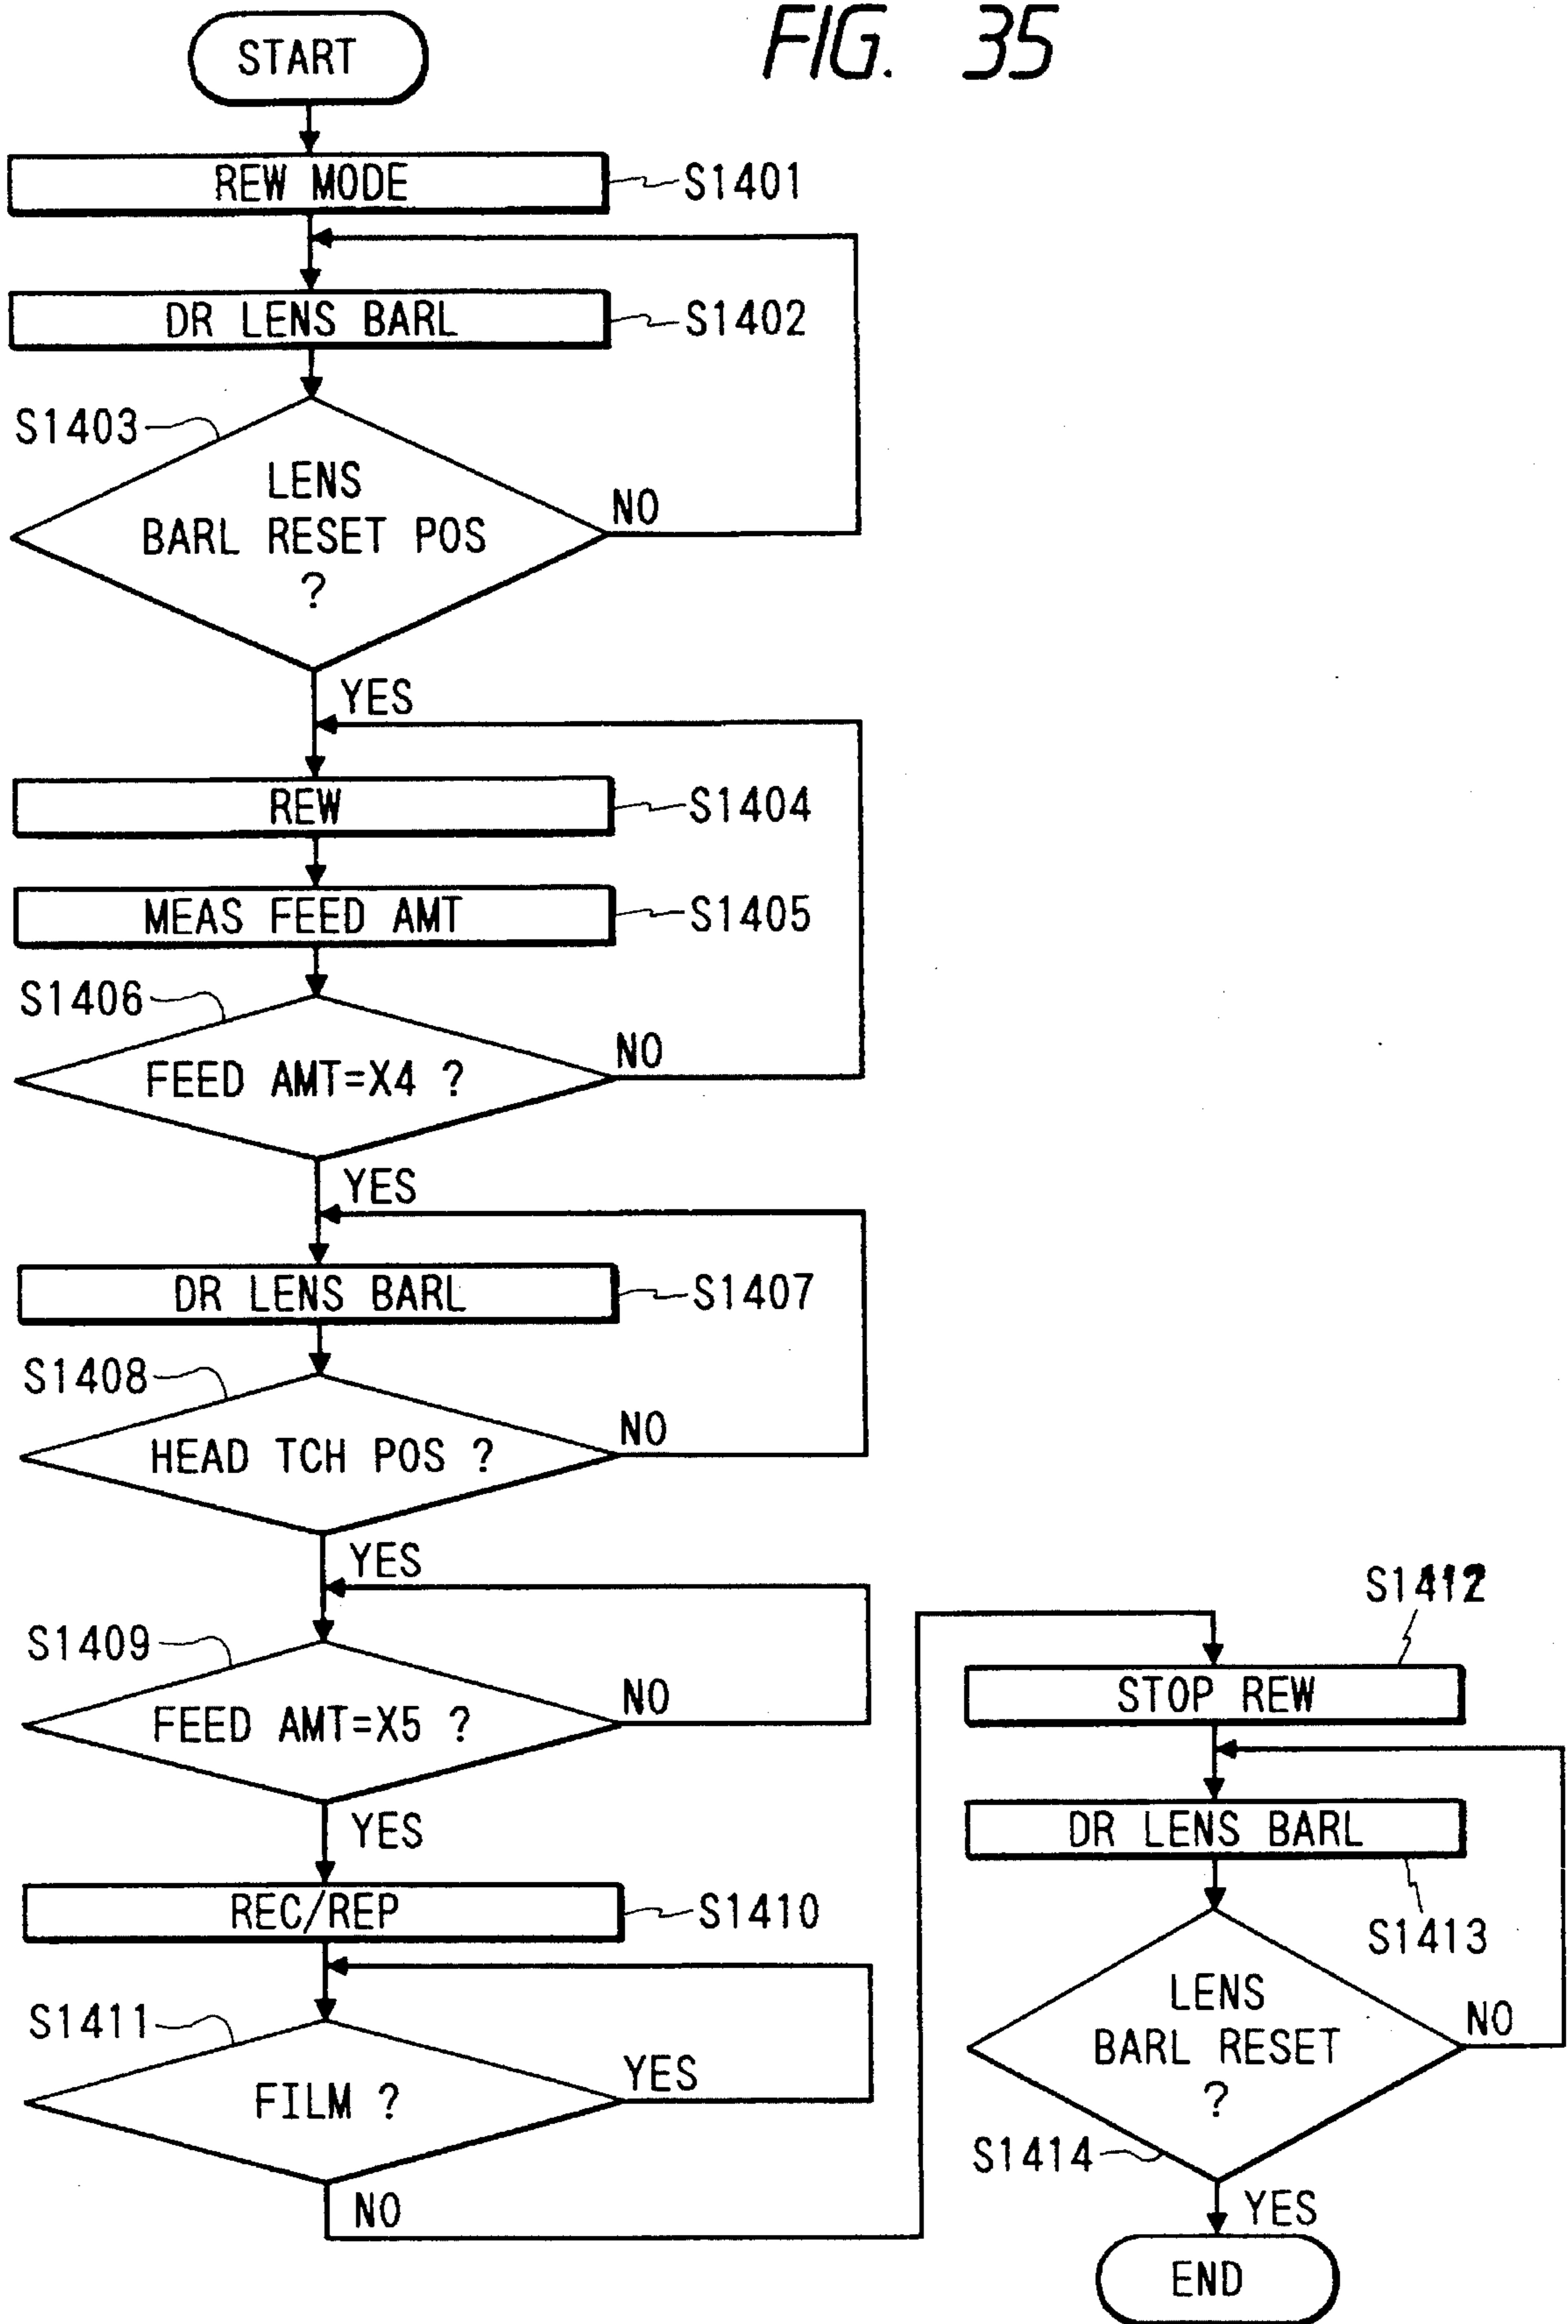 FIG. 35
START
REW MODE
S1401
DR LENS BARL
S1402
S1403
LENS
BARL RESET POS
?
NO
YES
REW
S1404
MEAS FEED AMT
S1405
S1406
FEED AMT=X4 ?
NO
YES
DR LENS BARL
S1407
S1408
HEAD TCH POS ?
NO
YES
S1409
FEED AMT=X5 ?
NO
YES
REC/REP
S1410
S1411
FILM ?
YES
NO
S1412
STOP REW
DR LENS BARL
S1413
LENS
BARL RESET
?
NO
S1414
YES
END